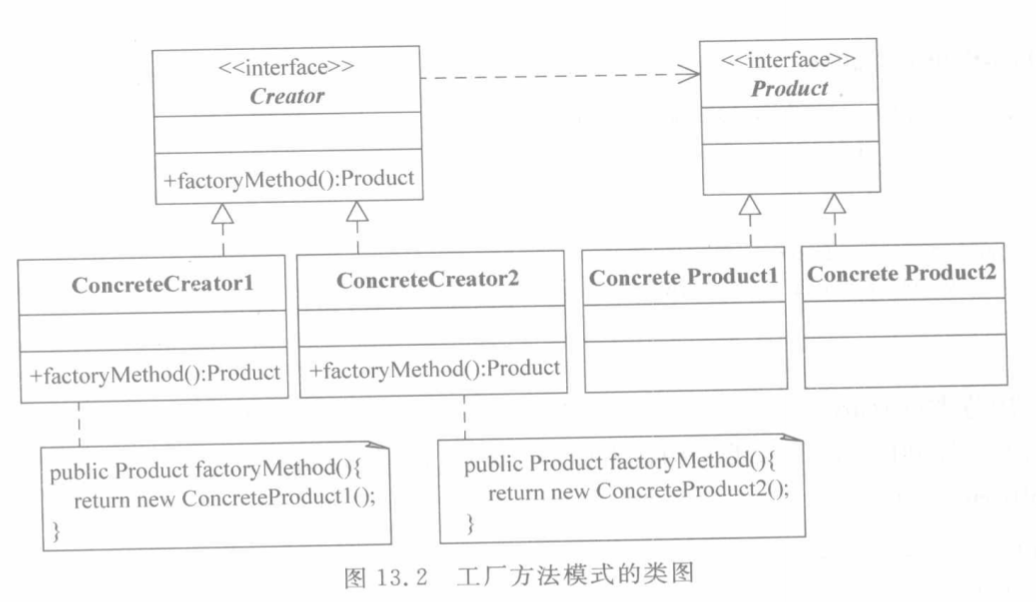 <<interface>>
Creator
+factoryMethod():Product
<<interface>>
Product
ConcreteCreator1
+factoryMethod():Product
ConcreteCreator2
+factoryMethod():Product
Concrete Product1
Concrete Product2
public Product factoryMethod(){
return new ConcreteProduct1();
}
public Product factoryMethod(){
return new ConcreteProduct2();
}
图 13.2 工厂方法模式的类图